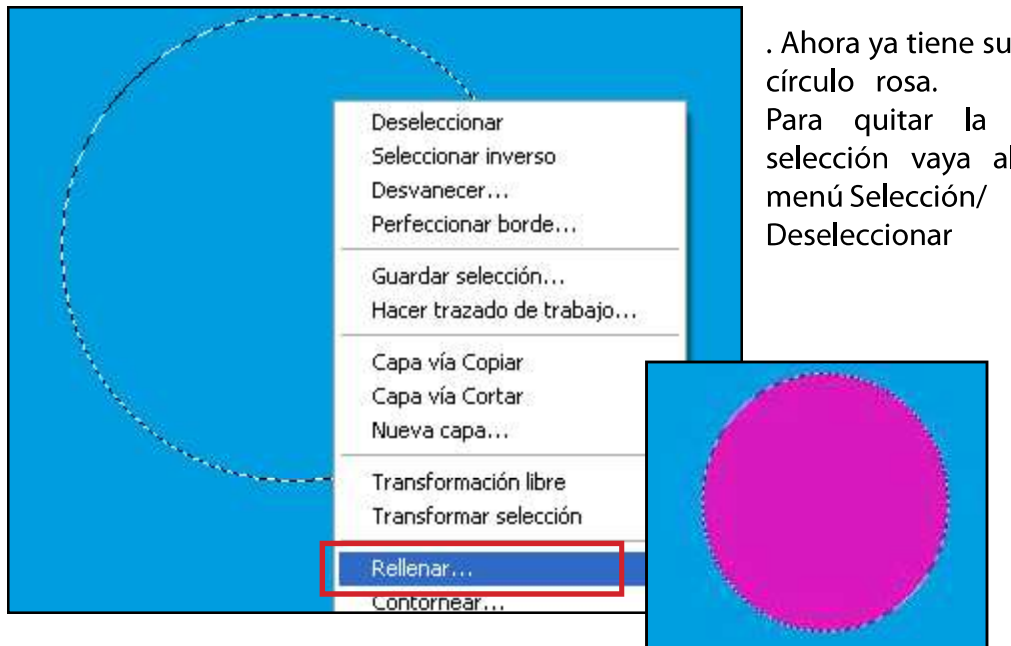 . Ahora ya tiene su
círculo rosa.
Para quitar la
selección vaya al
menú Selección/
Deseleccionar
Deseleccionar
Seleccionar inverso
Desvanecer...
Perfeccionar borde...
Guardar selección...
Hacer trazado de trabajo...
Capa vía Copiar
Capa vía Cortar
Nueva capa...
Transformación libre
Transformar selección
Rellenar...
Contornear...